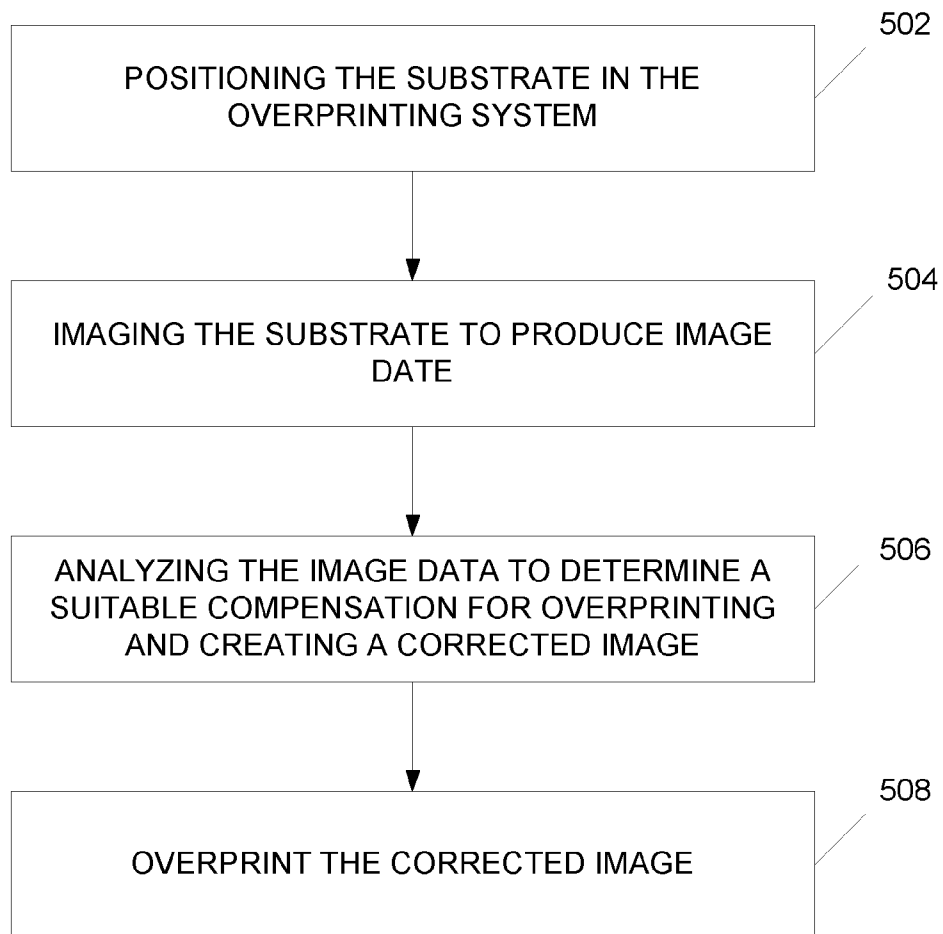 502
POSITIONING THE SUBSTRATE IN THE
OVERPRINTING SYSTEM
504
IMAGING THE SUBSTRATE TO PRODUCE IMAGE
DATE
506
ANALYZING THE IMAGE DATA TO DETERMINE A
SUITABLE COMPENSATION FOR OVERPRINTING
AND CREATING A CORRECTED IMAGE
508
OVERPRINT THE CORRECTED IMAGE